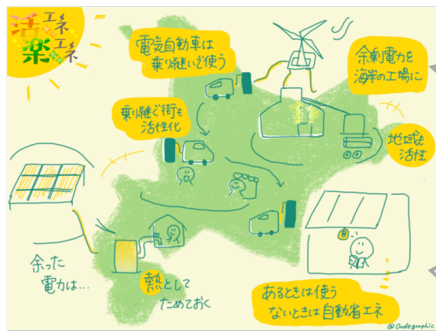 活エネ
楽エネ
電気自動車は
乗り継いで使う
余剰電力を
海岸の工場に
乗り継ぎで街も
活性化
地域も
活性
余った
電力は…
熱として
ためておく
あるときは使う
ないときは自動省エネ
@Oudegraphic